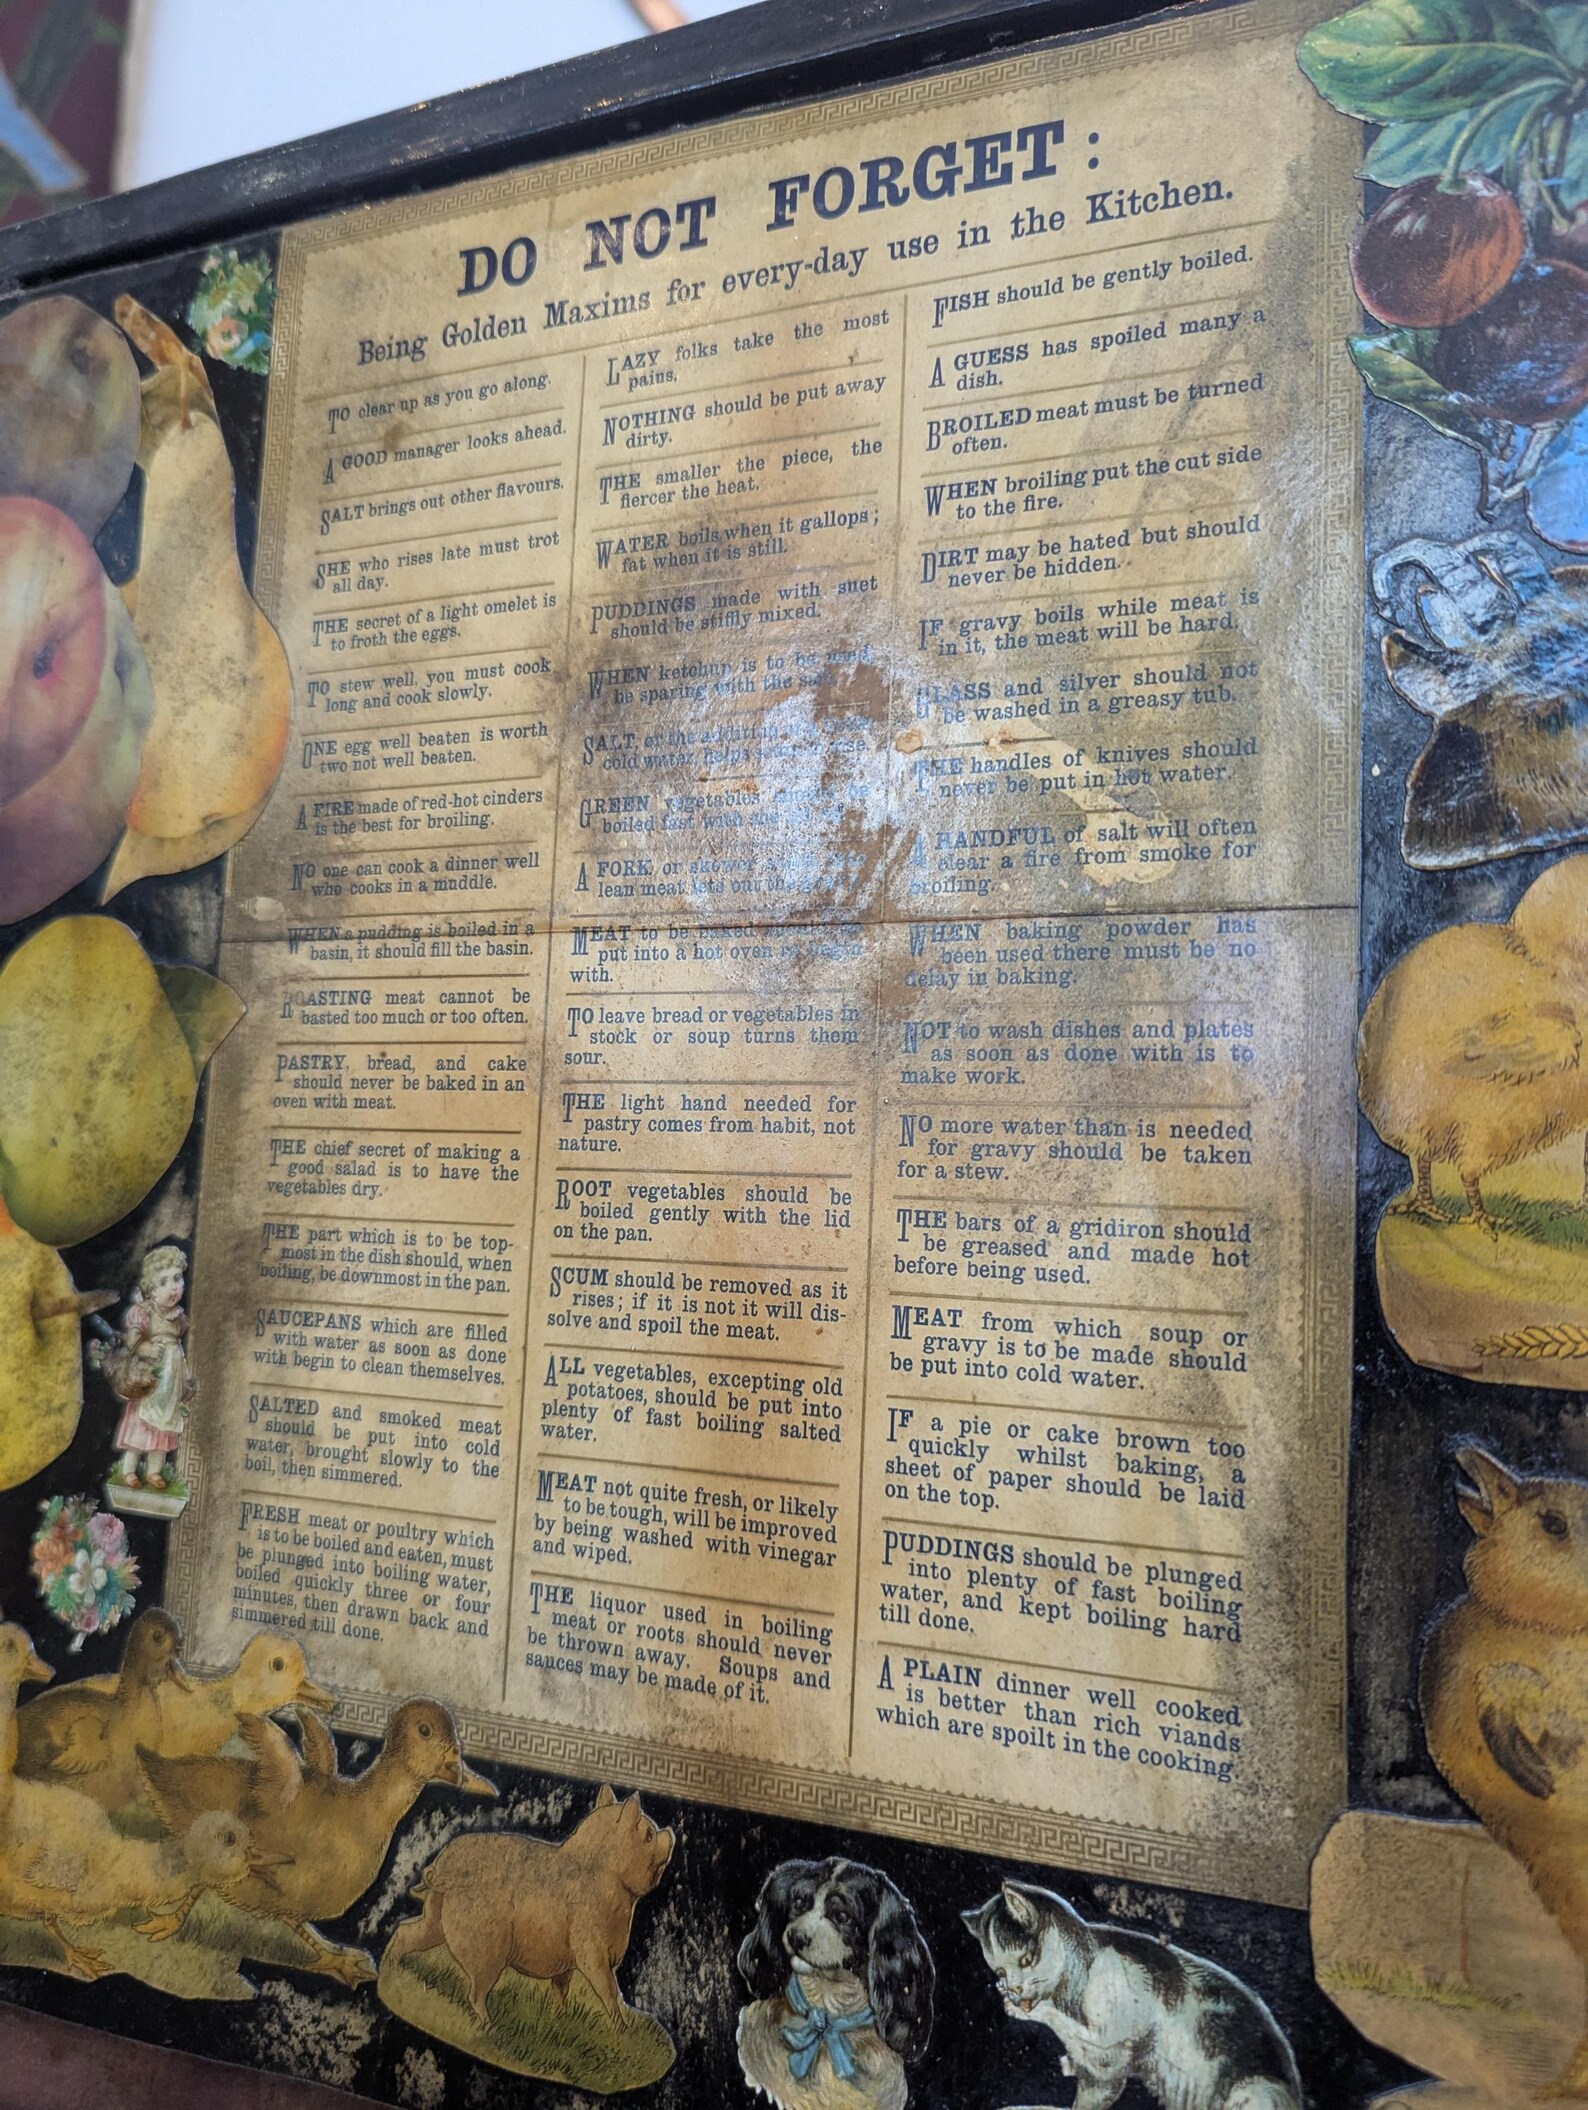 DO NOT FORGET:
Being Golden Maxims for every-day use in the Kitchen.
TO clear up as you go along.
A GOOD manager looks ahead.
SALT brings out other flavours.
SHE who rises late must trot
all day.
THE secret of a light omelet is
to froth the eggs.
TO stew well, you must cook
long and cook slowly.
ONE egg well beaten is worth
two not well beaten.
A FIRE made of red-hot cinders
is the best for broiling.
NO one can cook a dinner well
who cooks in a muddle.
WHEN a pudding is boiled in a
basin, it should fill the basin.
ROASTING meat cannot be
basted too much or too often.
PASTRY, bread, and cake
should never be baked in an
oven with meat.
THE chief secret of making a
good salad is to have the
vegetables dry.
THE part which is to be top-
most in the dish should, when
boiling, be downmost in the pan.
SAUCEPANS which are filled
with water as soon as done
with begin to clean themselves.
SALTED and smoked meat
should be put into cold
water, brought slowly to the
boil, then simmered.
FRESH meat or poultry which
is to be boiled and eaten, must
be plunged into boiling water,
boiled quickly three or four
minutes, then drawn back and
simmered till done.
LAZY folks take the most
pains.
NOTHING should be put away
dirty.
THE smaller the piece, the
fiercer the heat.
WATER boils when it gallops;
fat when it is still.
PUDDINGS made with suet
should be stiffly mixed.
WHEN ketchup is to be used,
be sparing with the salt.
SALT, or the addition
cold water, helps
GREEN vegetables should be
boiled fast with the
A FORK or skewer
lean meat lets out the
MEAT to be baked
put into a hot oven to begin
with.
TO leave bread or vegetables in
stock or soup turns them
sour.
THE light hand needed for
pastry comes from habit, not
nature.
ROOT vegetables should be
boiled gently with the lid
on the pan.
SCUM should be removed as it
rises; if it is not it will dis-
solve and spoil the meat.
ALL vegetables, excepting old
potatoes, should be put into
plenty of fast boiling salted
water.
MEAT not quite fresh, or likely
to be tough, will be improved
by being washed with vinegar
and wiped.
THE liquor used in boiling
meat or roots should never
be thrown away. Soups and
sauces may be made of it.
FISH should be gently boiled.
A GUESS has spoiled many a
dish.
BROILED meat must be turned
often.
WHEN broiling put the cut side
to the fire.
DIRT may be hated but should
never be hidden.
IF gravy boils while meat is
in it, the meat will be hard.
GLASS and silver should not
be washed in a greasy tub.
THE handles of knives should
never be put in hot water.
A HANDFUL of salt will often
clear a fire from smoke for
broiling.
WHEN baking powder has
been used there must be no
delay in baking.
NOT to wash dishes and plates
as soon as done with is to
make work.
NO more water than is needed
for gravy should be taken
for a stew.
THE bars of a gridiron should
be greased and made hot
before being used.
MEAT from which soup or
gravy is to be made should
be put into cold water.
IF a pie or cake brown too
quickly whilst baking, a
sheet of paper should be laid
on the top.
PUDDINGS should be plunged
into plenty of fast boiling
water, and kept boiling hard
till done.
A PLAIN dinner well cooked
is better than rich viands
which are spoilt in the cooking.